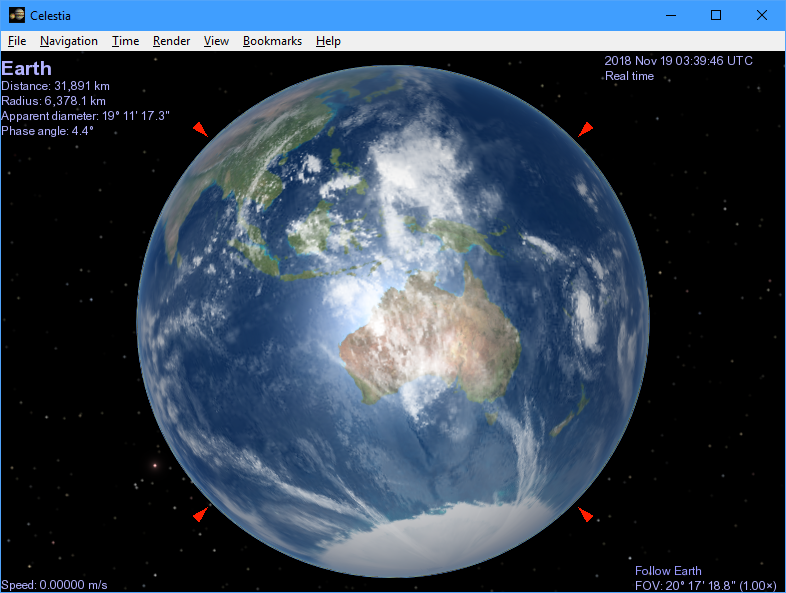 Celestia
File Navigation Time Render View Bookmarks Help
Earth
Distance: 31,891 km
Radius: 6,378.1 km
Apparent diameter: 19° 11' 17.3"
Phase angle: 4.4°
2018 Nov 19 03:39:46 UTC
Real time
Speed: 0.00000 m/s
Follow Earth
FOV: 20° 17' 18.8" (1.00×)